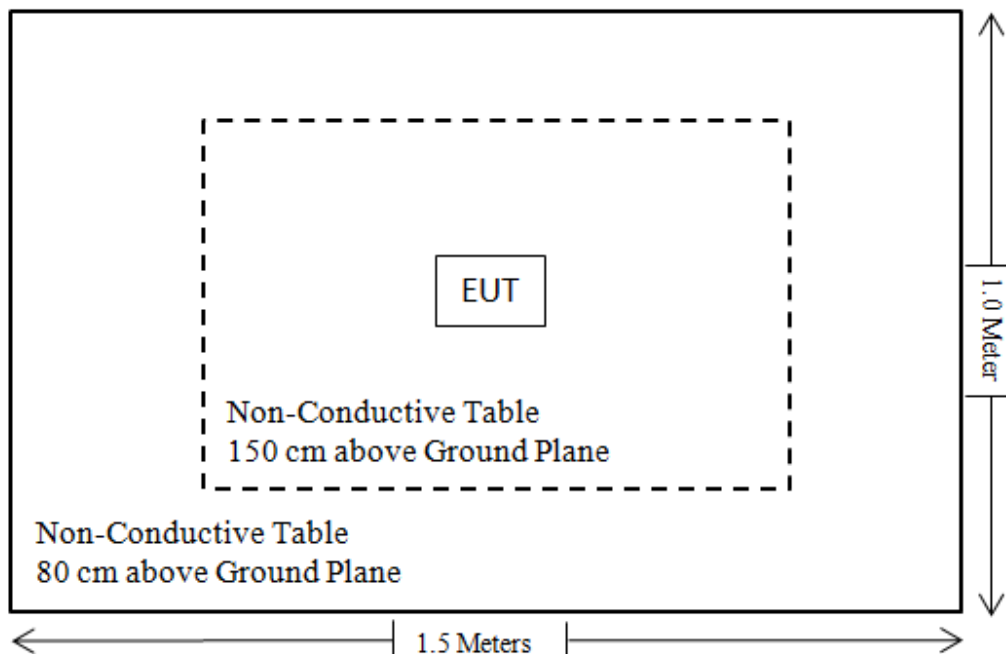 EUT
Non-Conductive Table
150 cm above Ground Plane
Non-Conductive Table
80 cm above Ground Plane
1.0 Meter
1.5 Meters